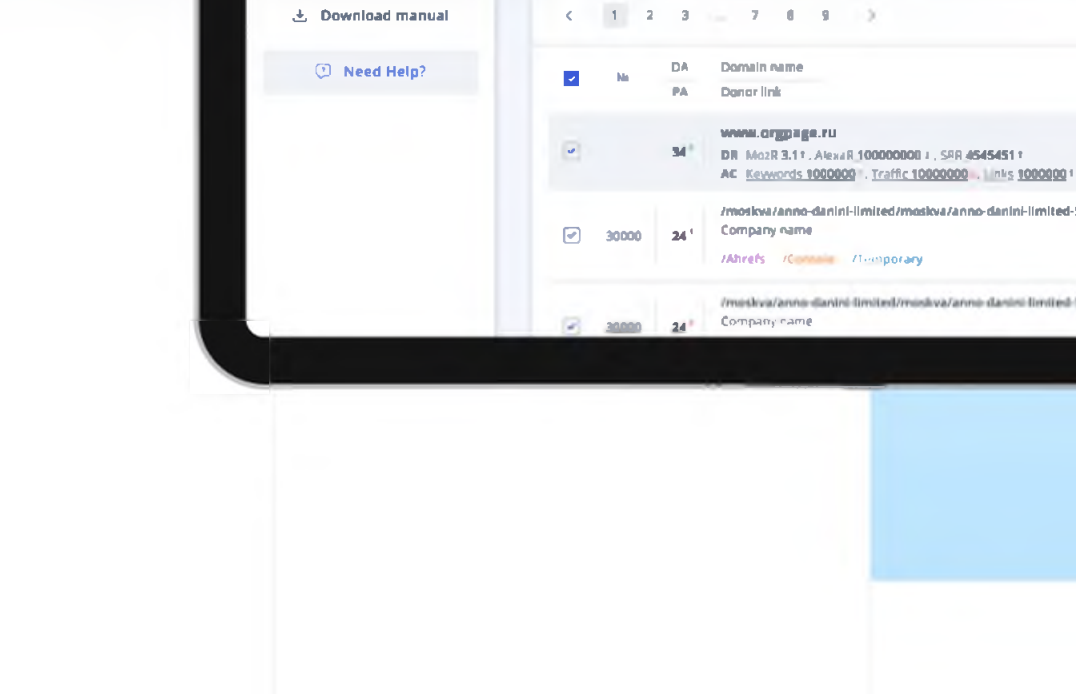 Download manual
Need Help?
1 2 3 ... 7 8 9
№
DA
PA
Domain name
Donor link
34
www.orgpage.ru
DR MozR 3.1 , AlexaR 100000000 , SRR 4545451
AC Keywords 1000000 , Traffic 10000000 , Links 1000000
30000
24
/moskva/anno-danini-limited/moskva/anno-danini-limited-
Company name
/Ahrefs /Console /Temporary
30000
24
/moskva/anno-danini-limited/moskva/anno-danini-limited-
Company name